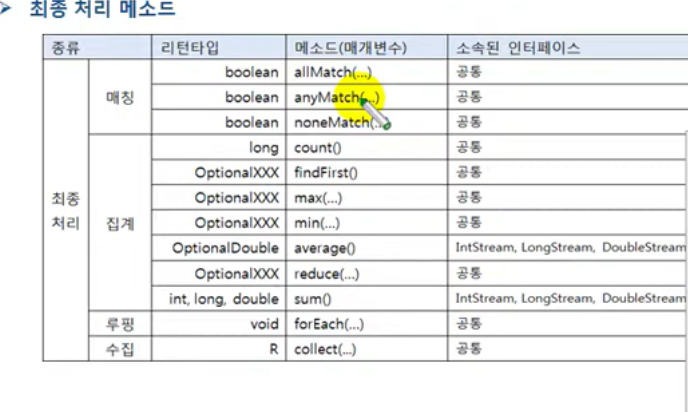 최종 처리 메소드
종류 리턴타입 메소드(매개변수) 소속된 인터페이스
최종 처리 매칭 boolean allMatch(...) 공통
boolean anyMatch(...) 공통
boolean noneMatch(... 공통
집계 long count() 공통
OptionalXXX findFirst() 공통
OptionalXXX max(...) 공통
OptionalXXX min(...) 공통
OptionalDouble average() IntStream, LongStream, DoubleStream
OptionalXXX reduce(...) 공통
int, long, double sum() IntStream, LongStream, DoubleStream
루핑 void forEach(...) 공통
수집 R collect(...) 공통